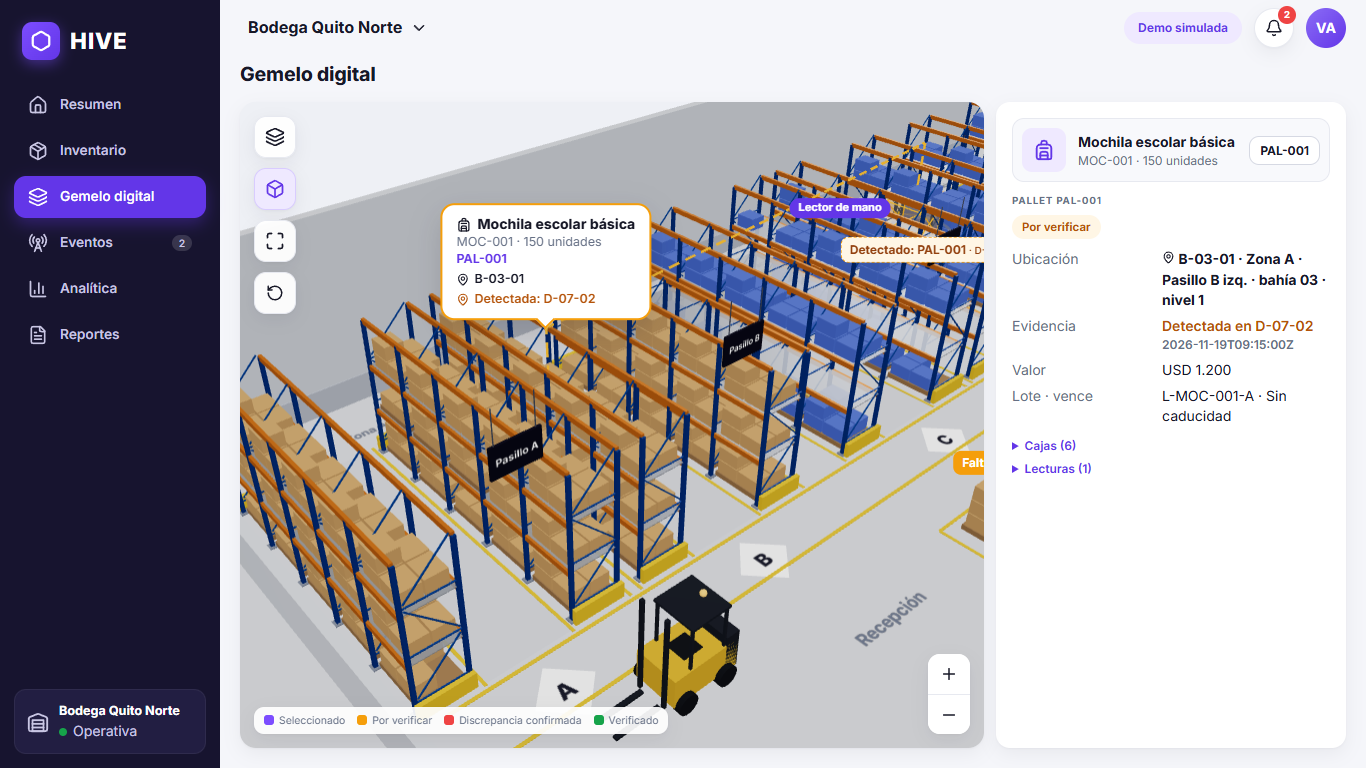 HIVE
Resumen
Inventario
Gemelo digital
Eventos
2
Analítica
Reportes
Bodega Quito Norte
Operativa
Bodega Quito Norte
Demo simulada
2
VA
Gemelo digital
Mochila escolar básica
MOC-001 · 150 unidades
PAL-001
B-03-01
Detectada: D-07-02
Lector de mano
Detectado: PAL-001 · D-
Pasillo B
Pasillo A
ona
C
Falt
B
Recepción
A
Seleccionado
Por verificar
Discrepancia confirmada
Verificado
+
−
Mochila escolar básica
MOC-001 · 150 unidades
PAL-001
PALLET PAL-001
Por verificar
Ubicación
B-03-01 · Zona A ·
Pasillo B izq. · bahía 03 ·
nivel 1
Evidencia
Detectada en D-07-02
2026-11-19T09:15:00Z
Valor
USD 1.200
Lote · vence
L-MOC-001-A · Sin
caducidad
Cajas (6)
Lecturas (1)